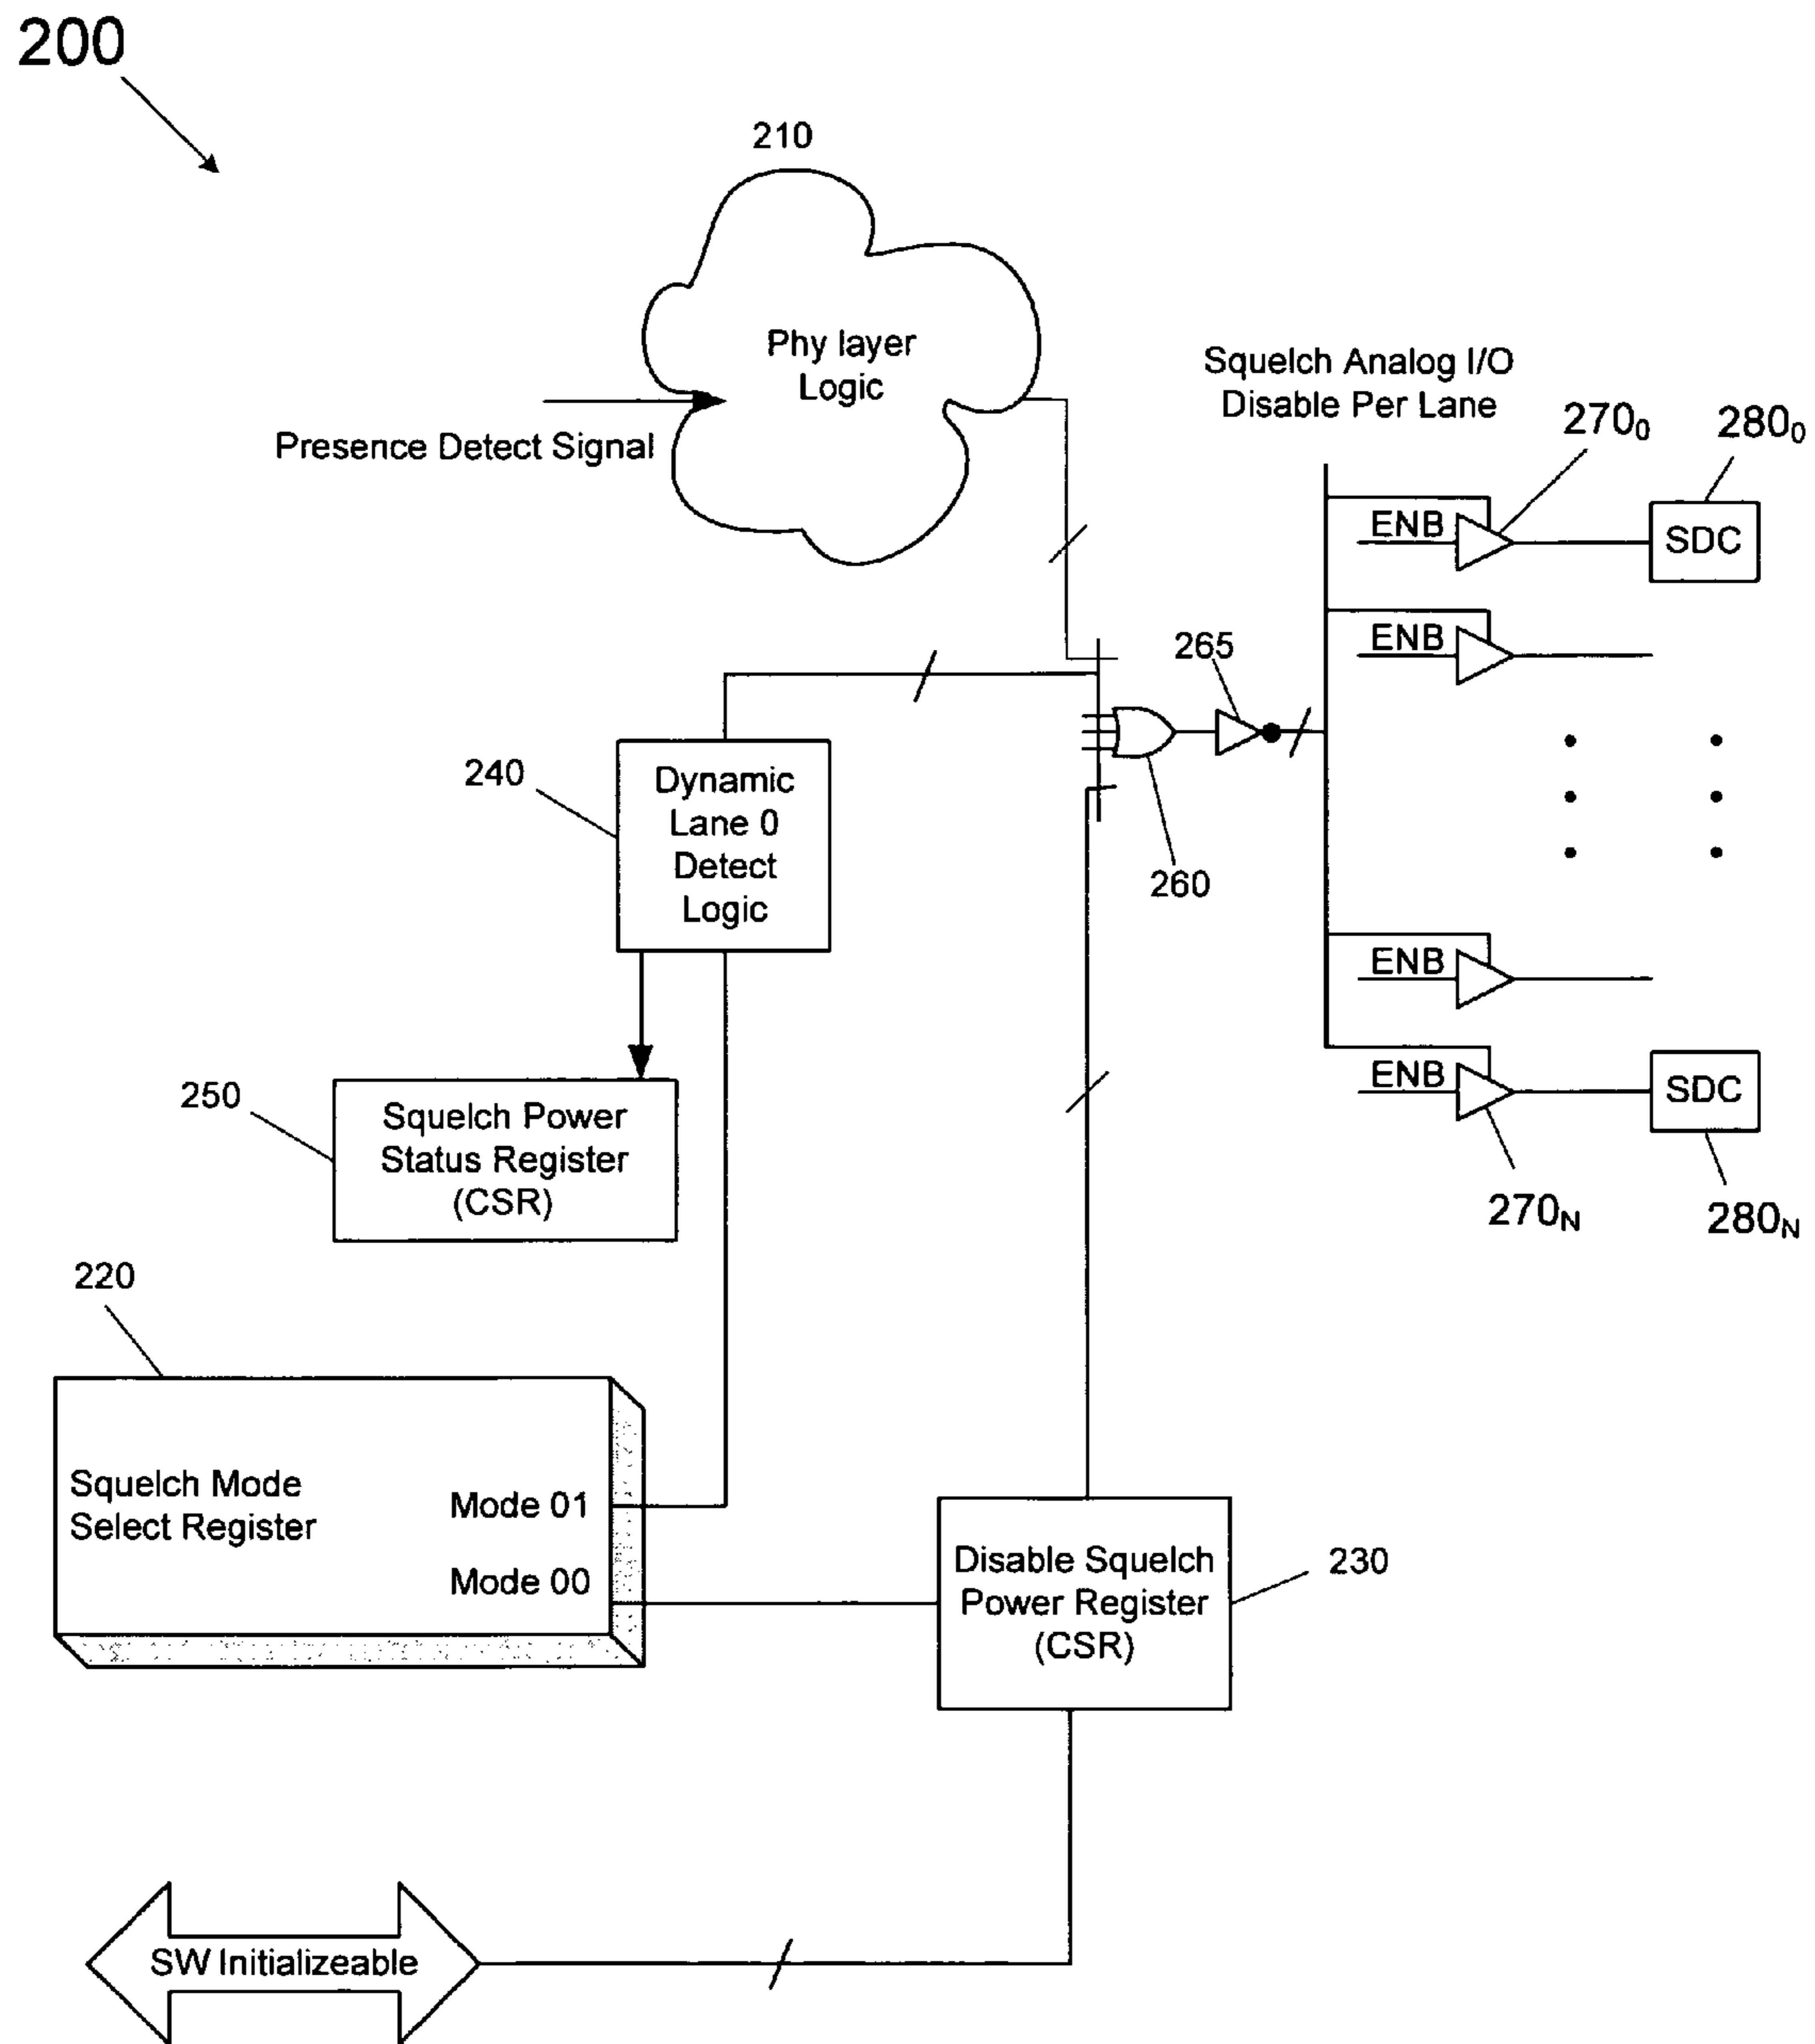 200
210
Phy layer
Logic
Presence Detect Signal
Squelch Analog I/O
Disable Per Lane
270₀
280₀
ENB
SDC
ENB
265
260
240
Dynamic
Lane 0
Detect
Logic
ENB
ENB
SDC
270N
280N
250
Squelch Power
Status Register
(CSR)
220
Squelch Mode
Select Register
Mode 01
Mode 00
Disable Squelch
Power Register
(CSR)
230
SW Initializeable